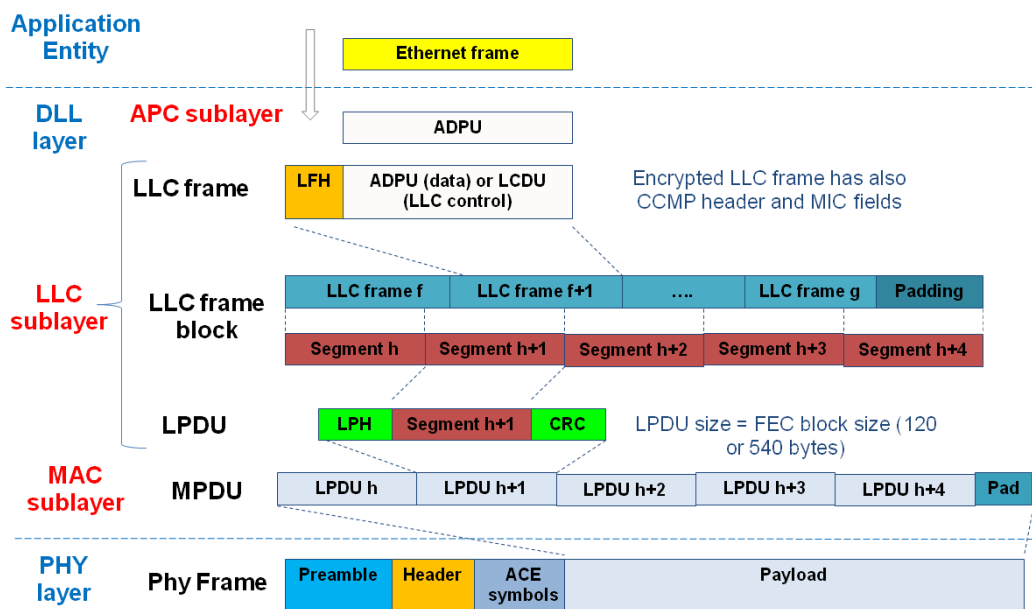 Application
Entity
Ethernet frame
DLL
layer
APC sublayer
ADPU
LLC frame
LFH
ADPU (data) or LCDU
(LLC control)
Encrypted LLC frame has also
CCMP header and MIC fields
LLC
sublayer
LLC frame
block
LLC frame f
LLC frame f+1
....
LLC frame g
Padding
Segment h
Segment h+1
Segment h+2
Segment h+3
Segment h+4
LPDU
LPH
Segment h+1
CRC
LPDU size = FEC block size (120
or 540 bytes)
MAC
sublayer
MPDU
LPDU h
LPDU h+1
LPDU h+2
LPDU h+3
LPDU h+4
Pad
PHY
layer
Phy Frame
Preamble
Header
ACE
symbols
Payload